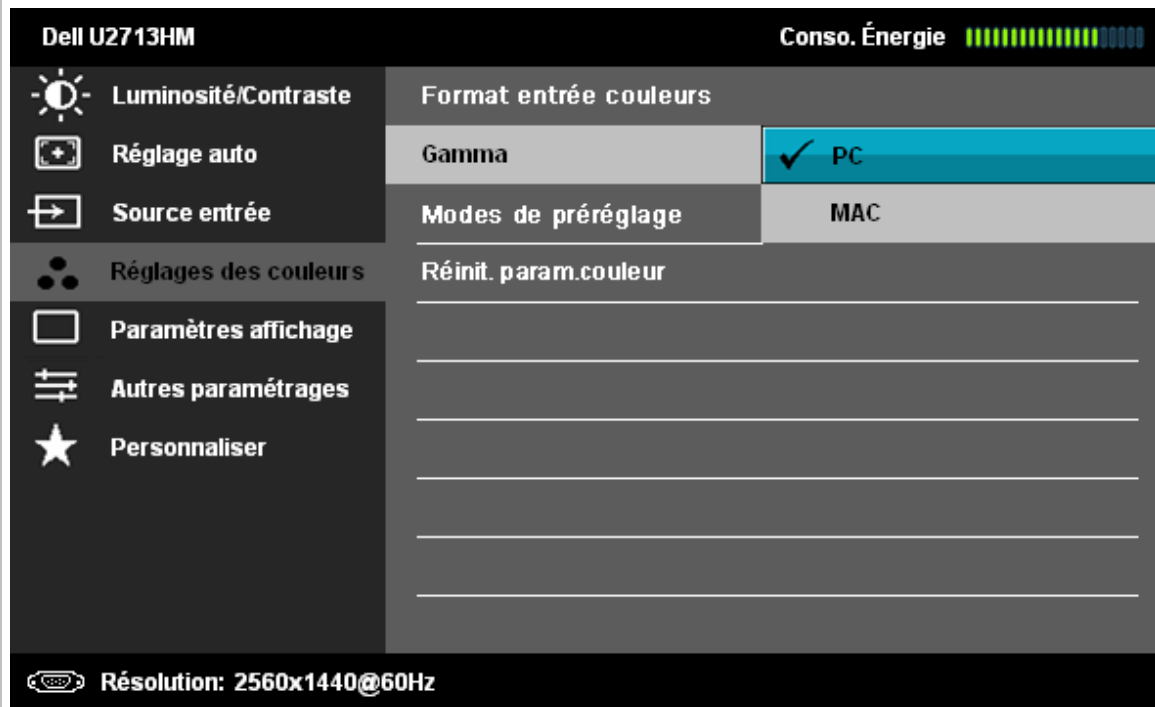 Dell U2713HM Conso. Énergie
Luminosité/Contraste Format entrée couleurs
Réglage auto Gamma PC
Source entrée Modes de préréglage MAC
Réglages des couleurs Réinit. param.couleur
Paramètres affichage
Autres paramétrages
Personnaliser
Résolution: 2560x1440@60Hz